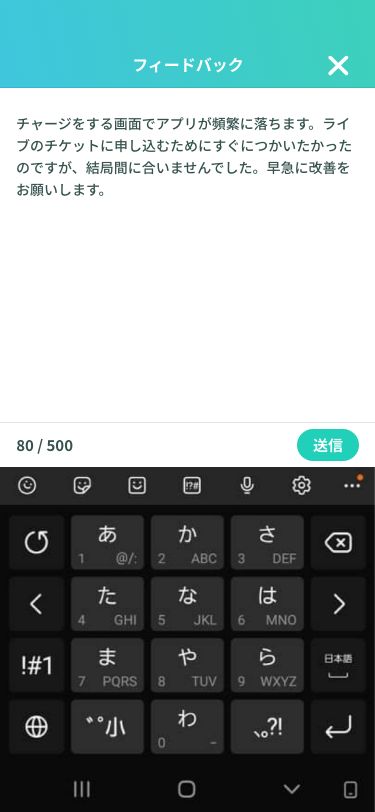 フィードバック
チャージをする画面でアプリが頻繁に落ちます。ライ
ブのチケットに申し込むためにすぐにつかいたかった
のですが、結局間に合いませんでした。早急に改善を
お願いします。
80 / 500
送信
!?#
あ か さ
1 @/: 2 ABC 3 DEF
た な は
4 GHI 5 JKL 6 MNO
!#1 ま や ら 日本語
7 PQRS 8 TUV 9 WXYZ
゛゜小 わ 、。?!
0 −